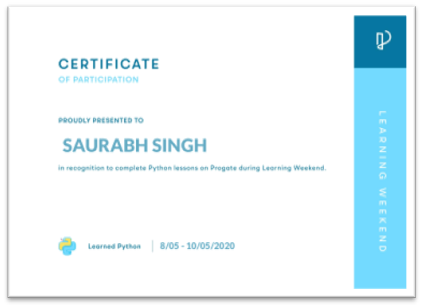 CERTIFICATE
OF PARTICIPATION
PROUDLY PRESENTED TO
SAURABH SINGH
in recognition to complete Python lessons on Progate during Learning Weekend.
Learned Python
8/05 - 10/05/2020
LEARNING WEEKEND